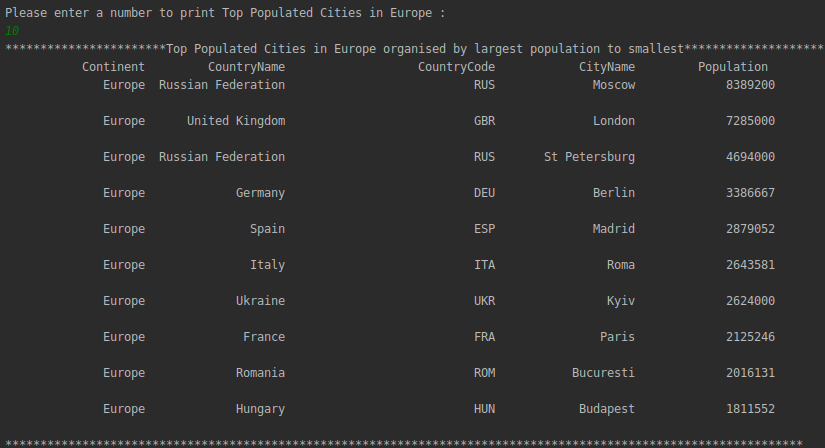 Please enter a number to print Top Populated Cities in Europe :
10
***********************Top Populated Cities in Europe organised by largest population to smallest********************
Continent CountryName CountryCode CityName Population
Europe Russian Federation RUS Moscow 8389200
Europe United Kingdom GBR London 7285000
Europe Russian Federation RUS St Petersburg 4694000
Europe Germany DEU Berlin 3386667
Europe Spain ESP Madrid 2879052
Europe Italy ITA Roma 2643581
Europe Ukraine UKR Kyiv 2624000
Europe France FRA Paris 2125246
Europe Romania ROM Bucuresti 2016131
Europe Hungary HUN Budapest 1811552
******************************************************************************************************************